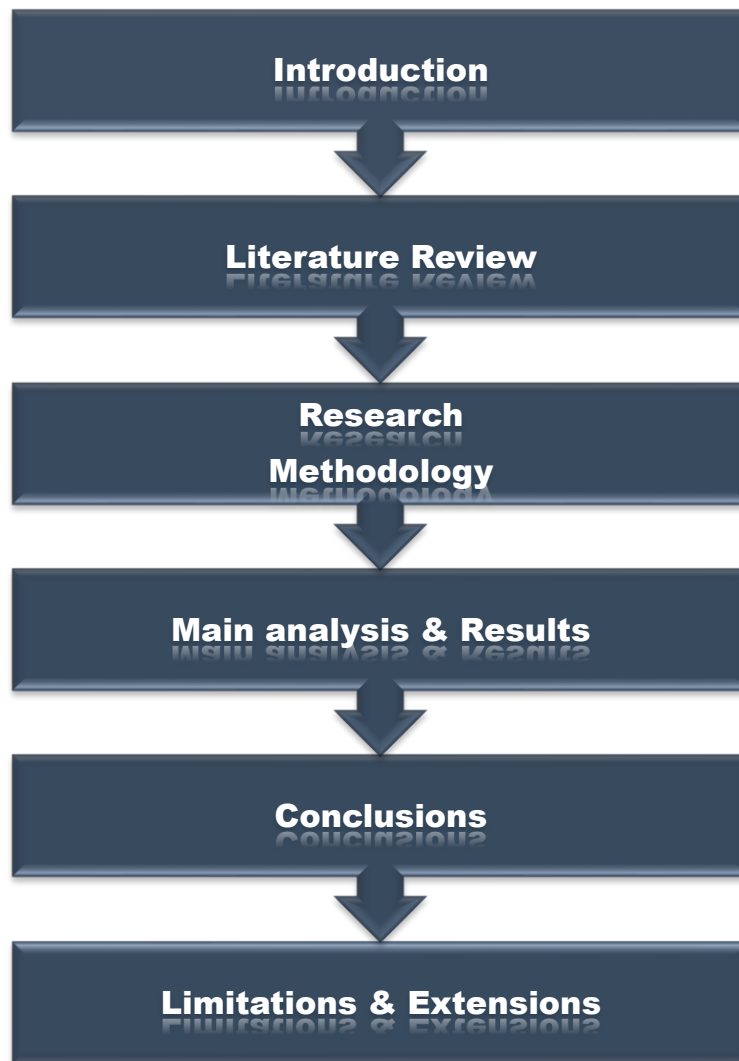 Introduction
Literature Review
Research
Methodology
Main analysis & Results
Conclusions
Limitations & Extensions